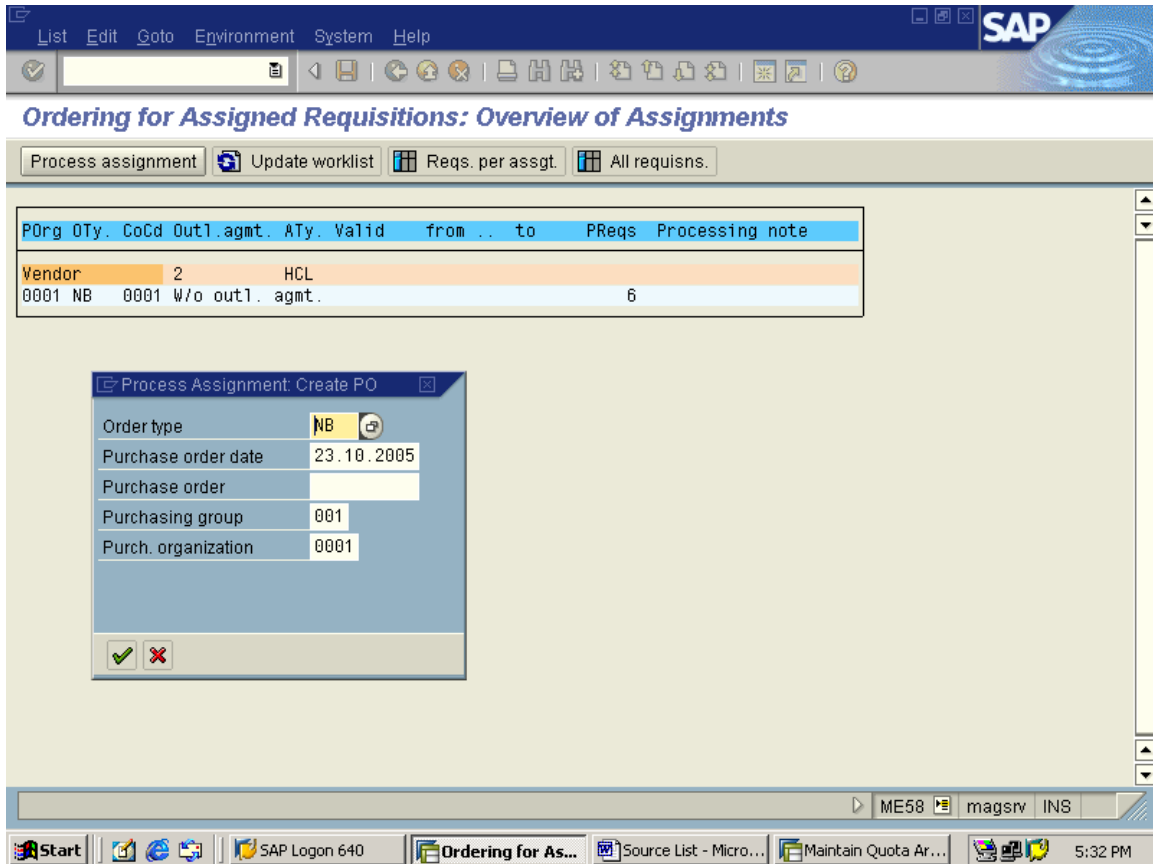 List Edit Goto Environment System Help
SAP
Ordering for Assigned Requisitions: Overview of Assignments
Process assignment Update worklist Reqs. per assgt. All requisns.
POrg OTy. CoCd Outl.agmt. ATy. Valid from .. to PReqs Processing note
Vendor 2 HCL
0001 NB 0001 W/o outl. agmt. 6
Process Assignment: Create PO
Order type NB
Purchase order date 23.10.2005
Purchase order
Purchasing group 001
Purch. organization 0001
ME58 magsrv INS
Start SAP Logon 640 Ordering for As... Source List - Micro... Maintain Quota Ar... 5:32 PM